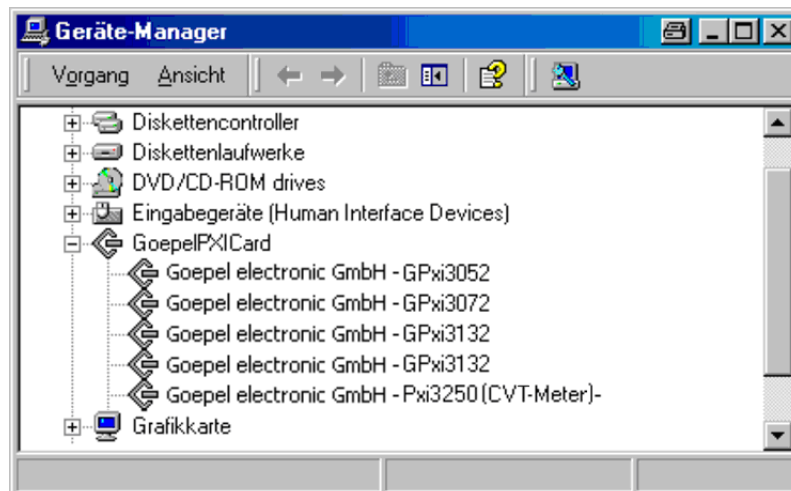 Geräte-Manager
Vorgang Ansicht
Diskettencontroller
Diskettenlaufwerke
DVD/CD-ROM drives
Eingabegeräte (Human Interface Devices)
GoepelPXICard
Goepel electronic GmbH - GPxi3052
Goepel electronic GmbH - GPxi3072
Goepel electronic GmbH - GPxi3132
Goepel electronic GmbH - GPxi3132
Goepel electronic GmbH - Pxi3250 (CVT-Meter)-
Grafikkarte